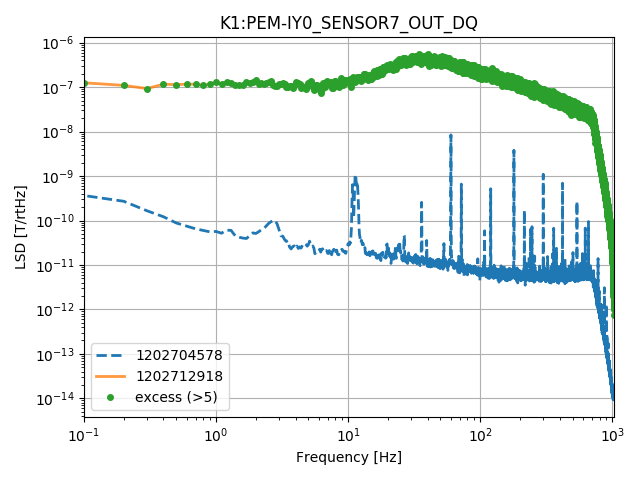 K1:PEM-IY0_SENSOR7_OUT_DQ
LSD [T/rtHz]
10⁻⁶
10⁻⁷
10⁻⁸
10⁻⁹
10⁻¹⁰
10⁻¹¹
10⁻¹²
10⁻¹³
10⁻¹⁴
1202704578
1202712918
excess (>5)
10⁻¹ 10⁰ 10¹ 10² 10³
Frequency [Hz]